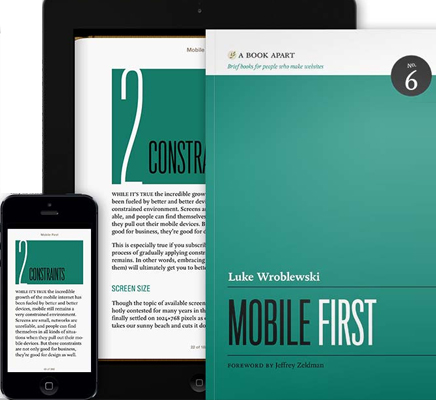 Mobile
2
CONSTRA
WHILE IT'S TRUE the incredible grow
been fueled by better and better dev
constrained environment. Screens ar
able, and people can find themselves
they pull out their mobile devices. B
good for business, they're good for d
This is especially true if you subscrib
process of gradually applying constra
remains. In other words, embracing
them) will ultimately get you to bette
SCREEN SIZE
Though the topic of available screen
hotly contested for many years in th
finally settled on 1024×768 pixels as
takes our sunny beach and cuts it do
Mobile First
2 CONSTRAINTS
WHILE IT'S TRUE the incredible
growth of the mobile internet has
been fueled by better and better
devices, mobile still remains a
very constrained environment.
Screens are small, networks are
unreliable, and people can find
themselves in all kinds of situa-
tions when they pull out their mo-
bile devices. But these constraints
are not only good for business,
they're good for design as well.
A BOOK APART
Brief books for people who make websites
No.
6
Luke Wroblewski
MOBILE FIRST
FOREWORD BY Jeffrey Zeldman